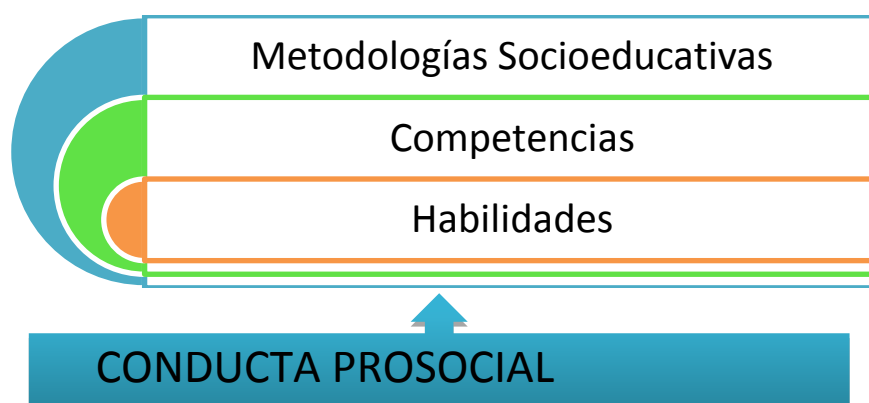 Metodologías Socioeducativas
Competencias
Habilidades
CONDUCTA PROSOCIAL